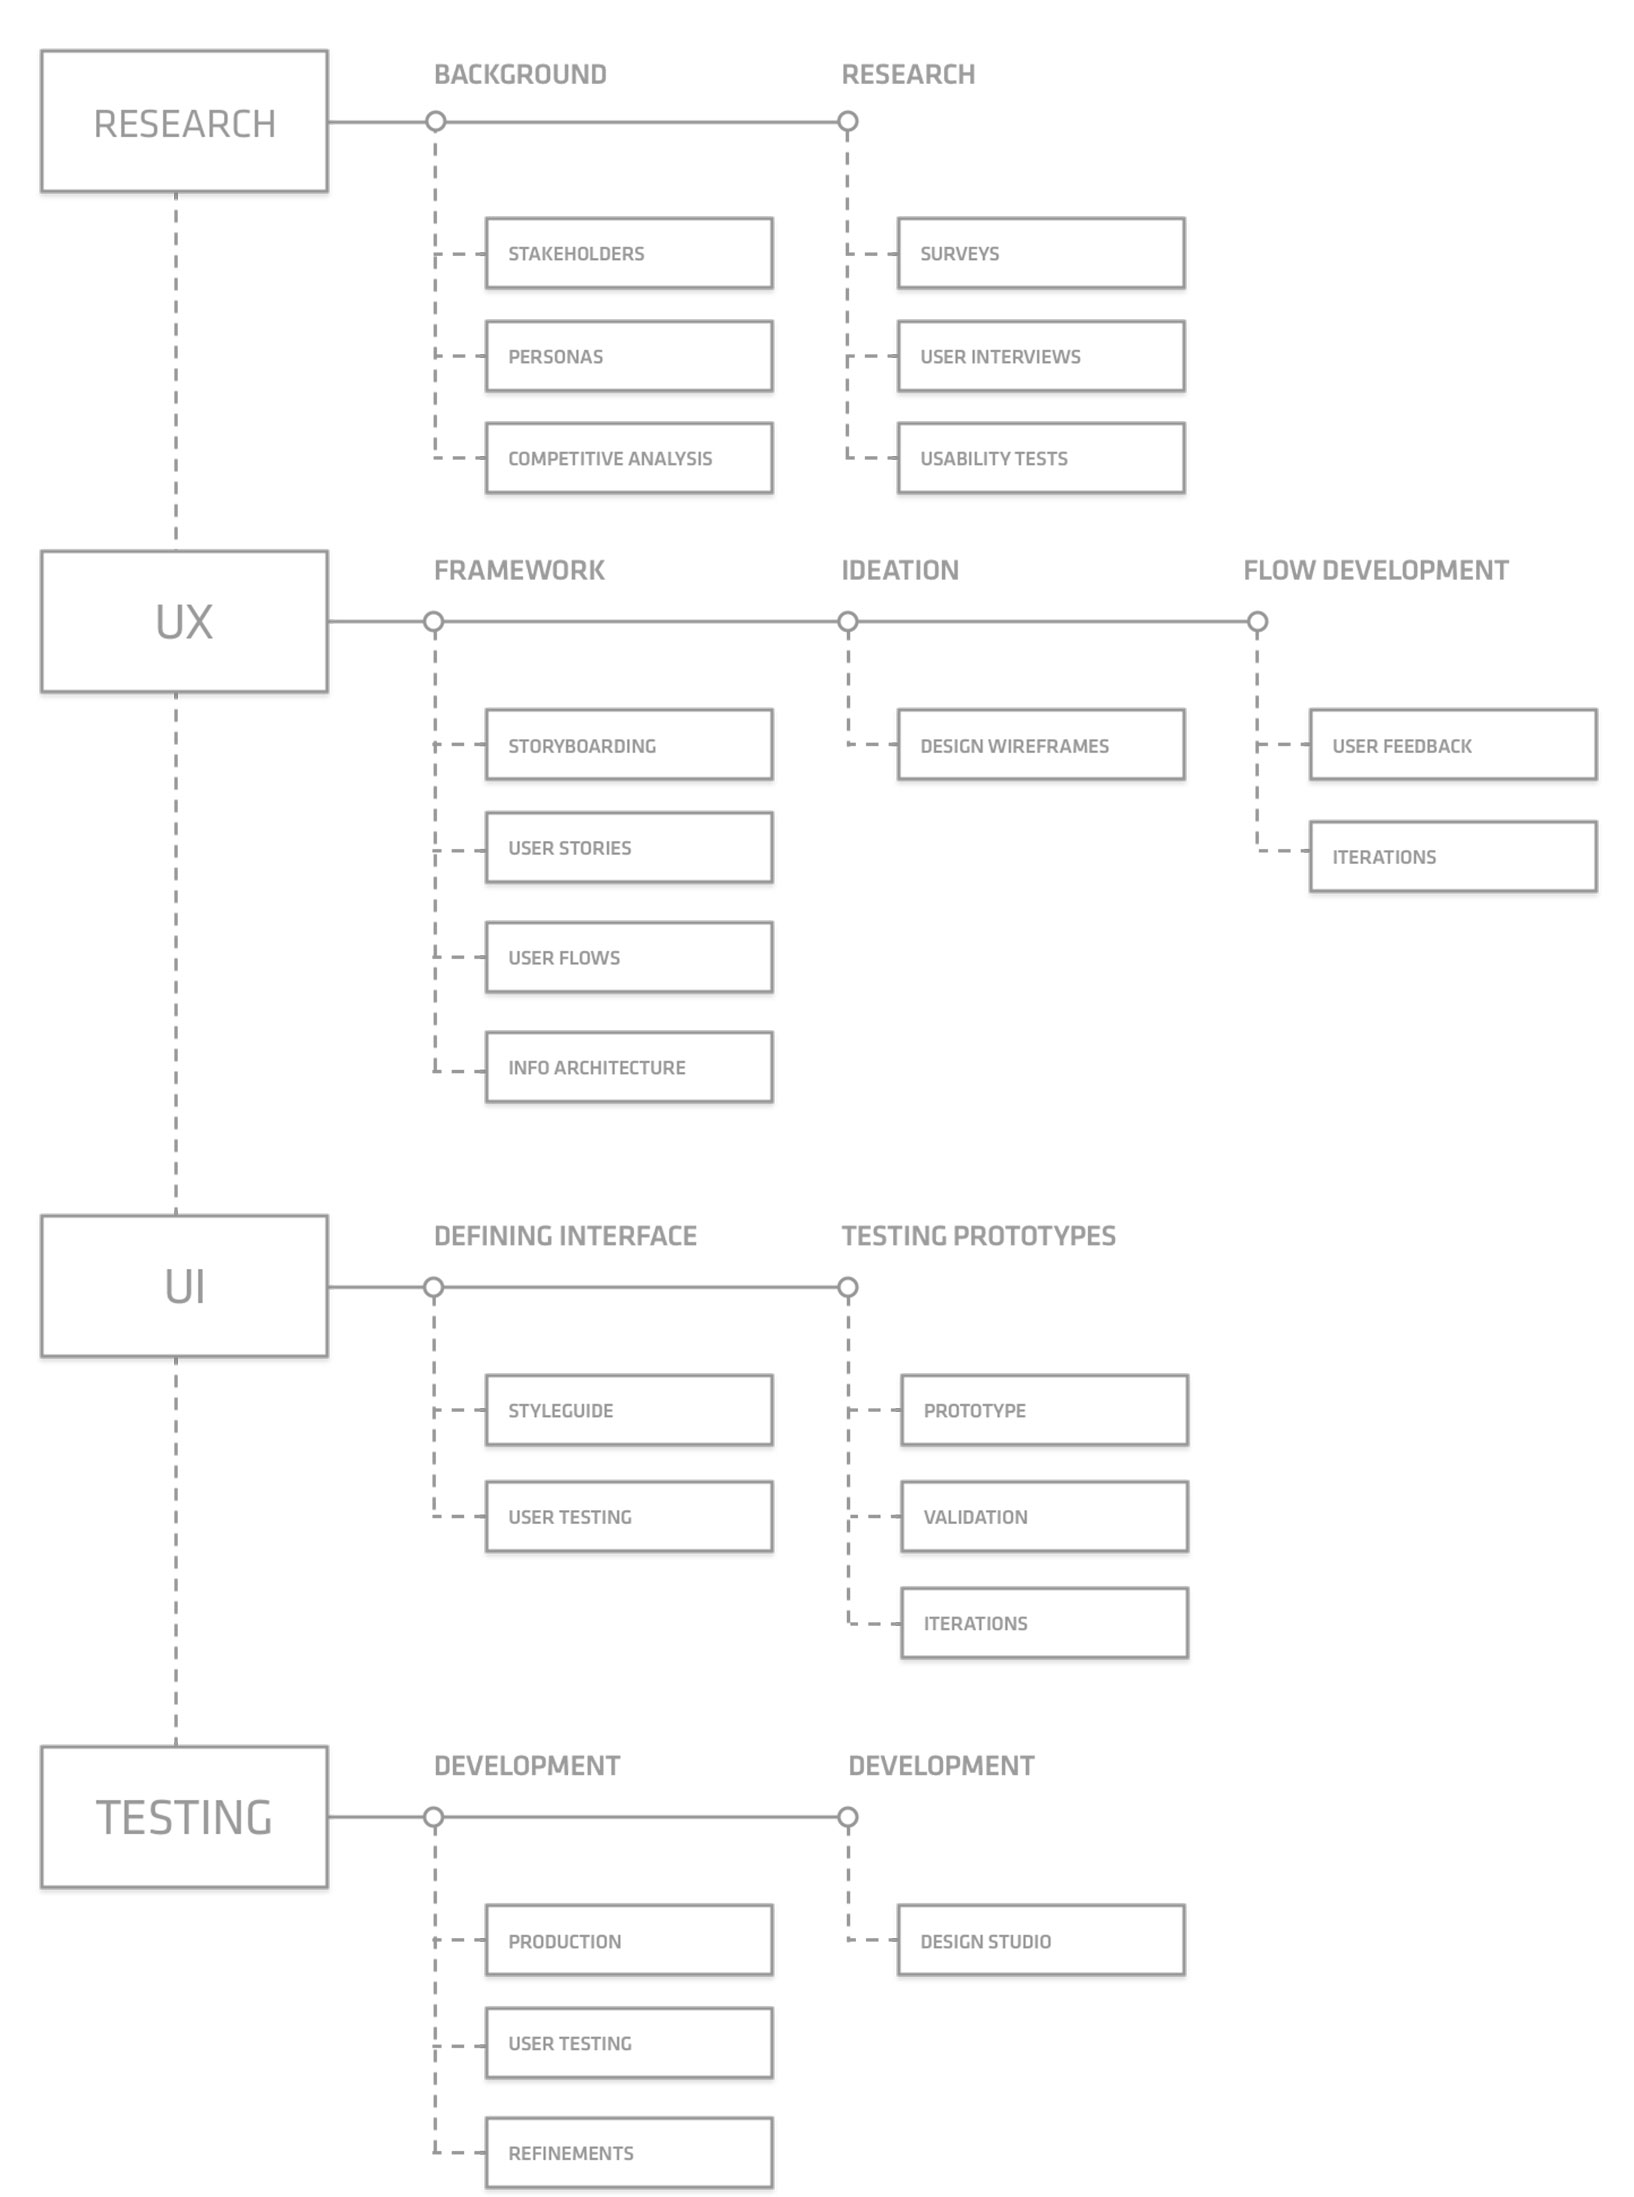 RESEARCH
BACKGROUND
RESEARCH
STAKEHOLDERS
PERSONAS
COMPETITIVE ANALYSIS
SURVEYS
USER INTERVIEWS
USABILITY TESTS
UX
FRAMEWORK
IDEATION
FLOW DEVELOPMENT
STORYBOARDING
USER STORIES
USER FLOWS
INFO ARCHITECTURE
DESIGN WIREFRAMES
USER FEEDBACK
ITERATIONS
UI
DEFINING INTERFACE
TESTING PROTOTYPES
STYLEGUIDE
USER TESTING
PROTOTYPE
VALIDATION
ITERATIONS
TESTING
DEVELOPMENT
DEVELOPMENT
PRODUCTION
USER TESTING
REFINEMENTS
DESIGN STUDIO